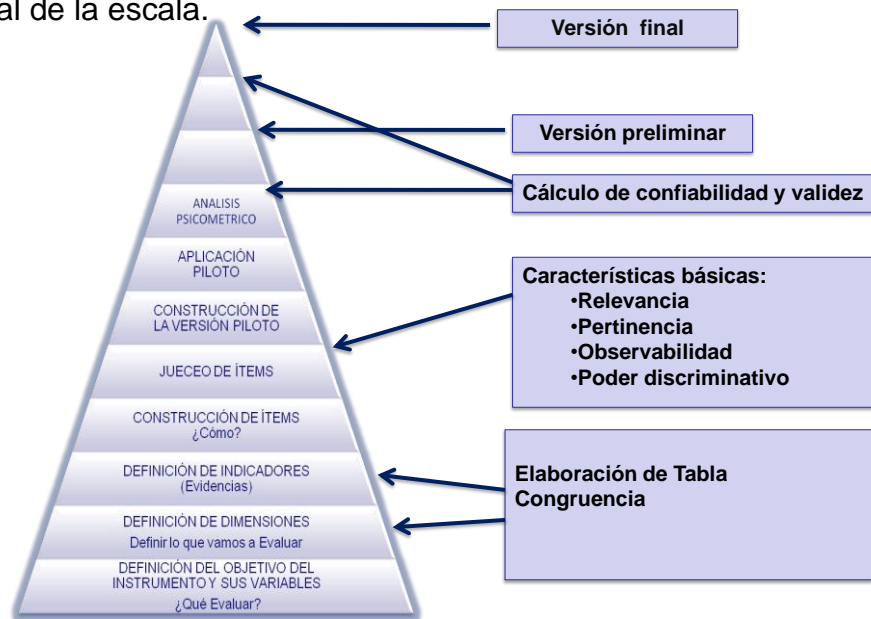 al de la escala.
Versión final
Versión preliminar
Cálculo de confiabilidad y validez
ANALISIS
PSICOMETRICO
APLICACIÓN
PILOTO
CONSTRUCCIÓN DE
LA VERSIÓN PILOTO
JUECEO DE ÍTEMS
CONSTRUCCIÓN DE ÍTEMS
¿Cómo?
DEFINICIÓN DE INDICADORES
(Evidencias)
DEFINICIÓN DE DIMENSIONES
Definir lo que vamos a Evaluar
DEFINICIÓN DEL OBJETIVO DEL
INSTRUMENTO Y SUS VARIABLES
¿Qué Evaluar?
Características básicas:
•Relevancia
•Pertinencia
•Observabilidad
•Poder discriminativo
Elaboración de Tabla
Congruencia